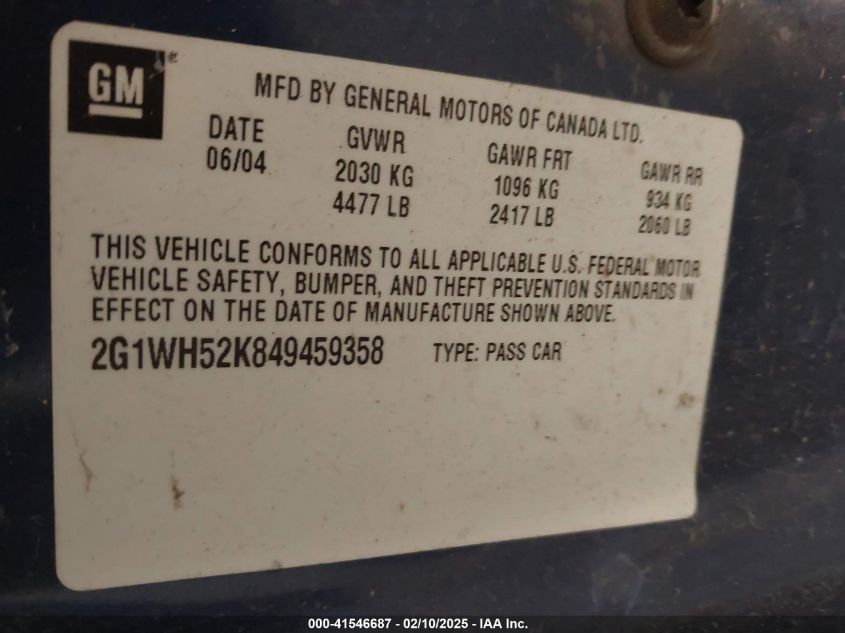 GM
®
MFD BY GENERAL MOTORS OF CANADA LTD.
DATE GVWR GAWR FRT GAWR RR
06/04 2030 KG 1096 KG 934 KG
4477 LB 2417 LB 2060 LB
THIS VEHICLE CONFORMS TO ALL APPLICABLE U.S. FEDERAL MOTOR
VEHICLE SAFETY, BUMPER, AND THEFT PREVENTION STANDARDS IN
EFFECT ON THE DATE OF MANUFACTURE SHOWN ABOVE.
2G1WH52K849459358 TYPE: PASS CAR
000-41546687 - 02/10/2025 - IAA Inc.